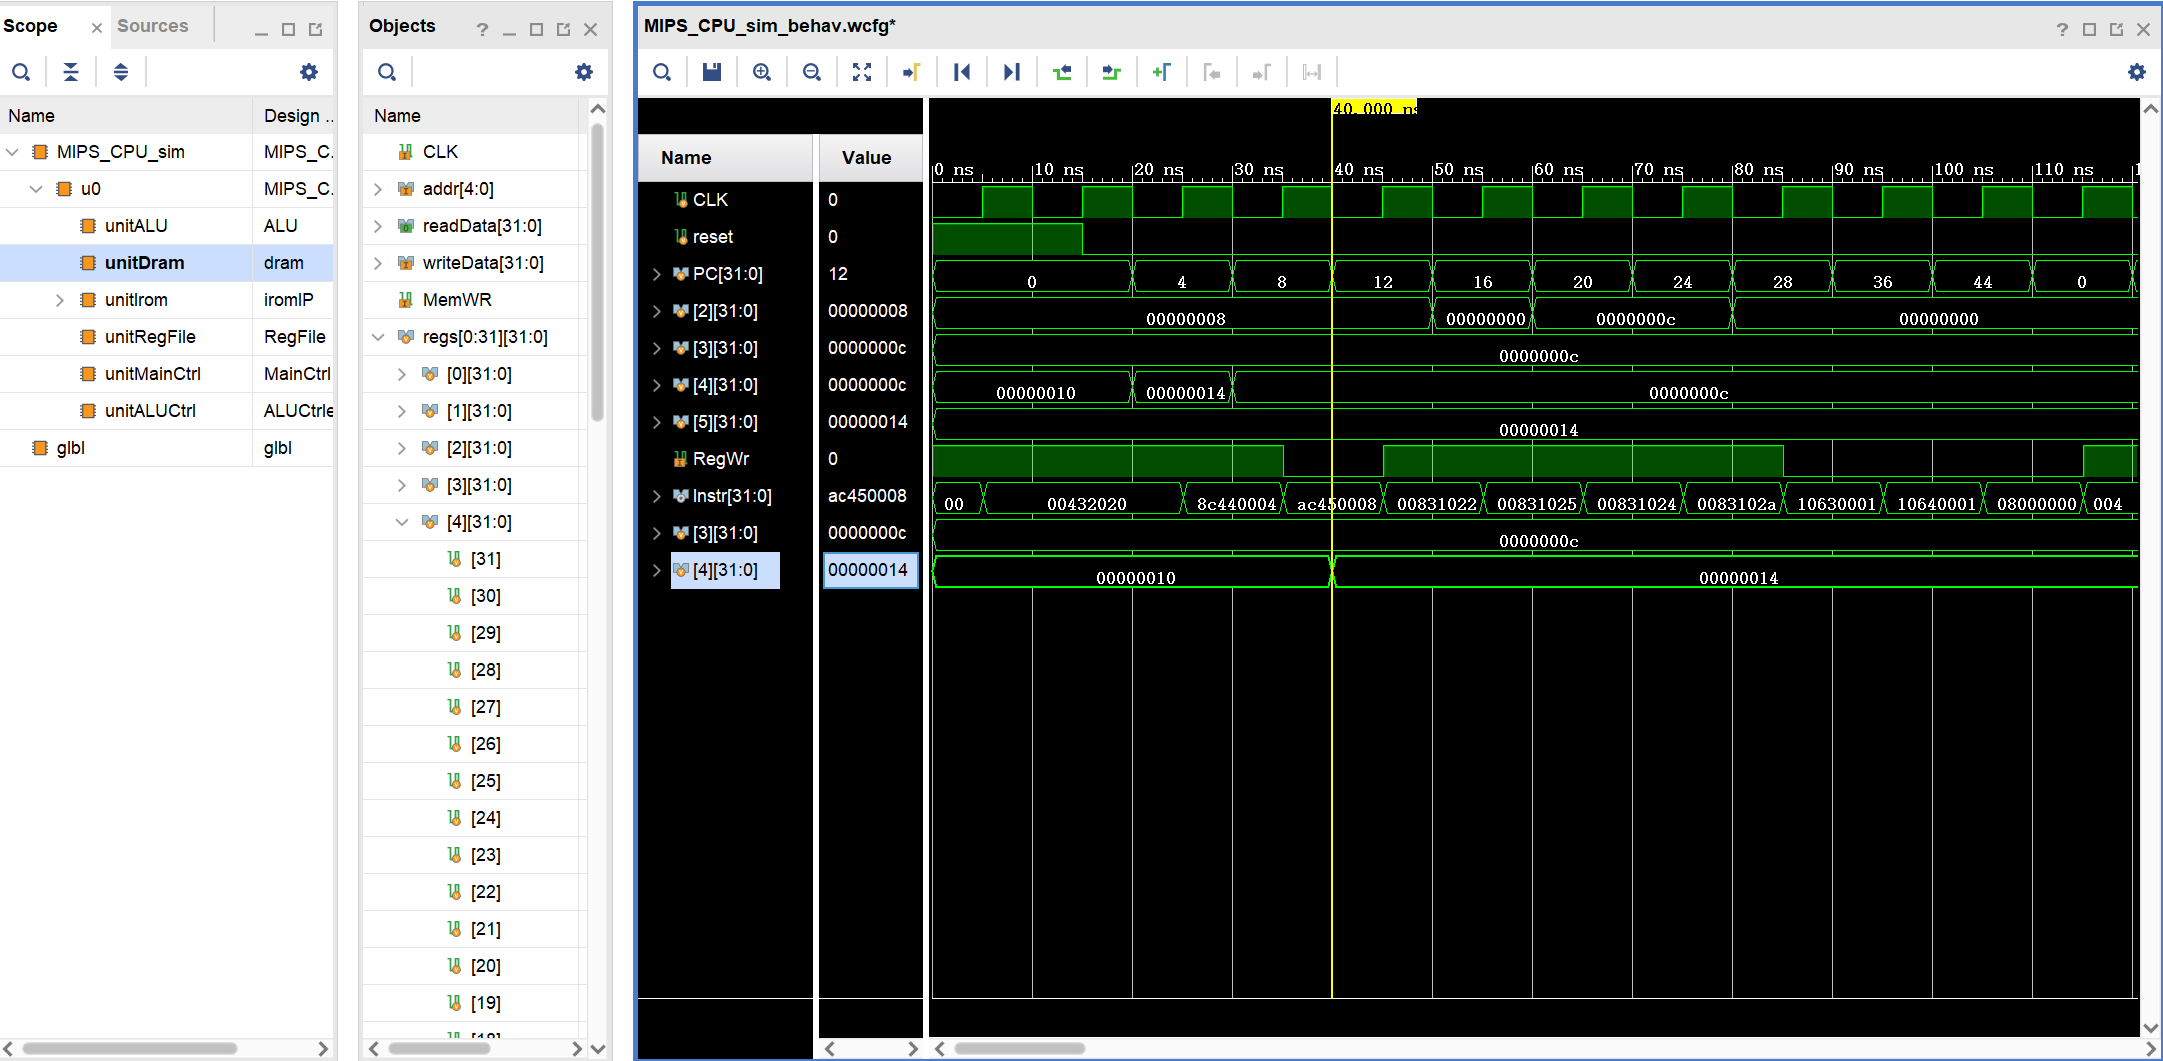 Scope
Sources
Name
Design ..
MIPS_CPU_sim
MIPS_C.
u0
MIPS_C.
unitALU
ALU
unitDram
dram
unitIrom
iromIP
unitRegFile
RegFile
unitMainCtrl
MainCtrl
unitALUCtrl
ALUCtrle
glbl
glbl
Objects
Name
CLK
addr[4:0]
readData[31:0]
writeData[31:0]
MemWR
regs[0:31][31:0]
[0][31:0]
[1][31:0]
[2][31:0]
[3][31:0]
[4][31:0]
[31]
[30]
[29]
[28]
[27]
[26]
[25]
[24]
[23]
[22]
[21]
[20]
[19]
MIPS_CPU_sim_behav.wcfg*
40.000 ns
Name
Value
0 ns 10 ns 20 ns 30 ns 40 ns 50 ns 60 ns 70 ns 80 ns 90 ns 100 ns 110 ns 1
CLK 0
reset 0
PC[31:0] 12 0 4 8 12 16 20 24 28 36 44 0
[2][31:0] 00000008 00000008 00000000 0000000c 00000000
[3][31:0] 0000000c 0000000c
[4][31:0] 0000000c 00000010 00000014 0000000c
[5][31:0] 00000014 00000014
RegWr 0
Instr[31:0] ac450008 00 00432020 8c440004 ac450008 00831022 00831025 00831024 0083102a 10630001 10640001 08000000 004
[3][31:0] 0000000c 0000000c
[4][31:0] 00000014 00000010 00000014